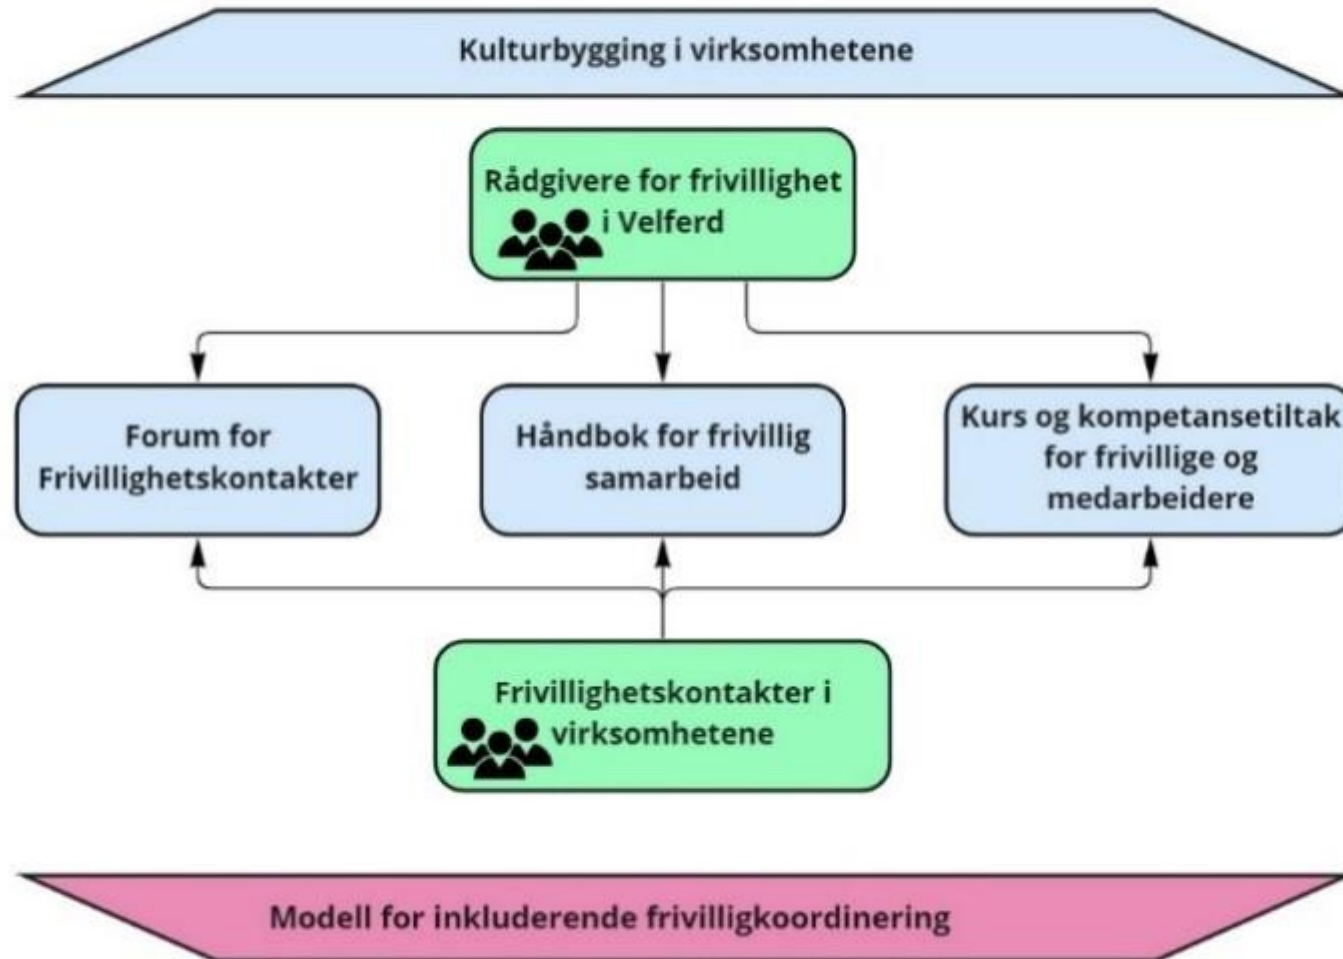 Kulturbygging i virksomhetene
Rådgivere for frivillighet
i Velferd
Forum for
Frivillighetskontakter
Håndbok for frivillig
samarbeid
Kurs og kompetansetiltak
for frivillige og
medarbeidere
Frivillighetskontakter i
virksomhetene
Modell for inkluderende frivilligkoordinering